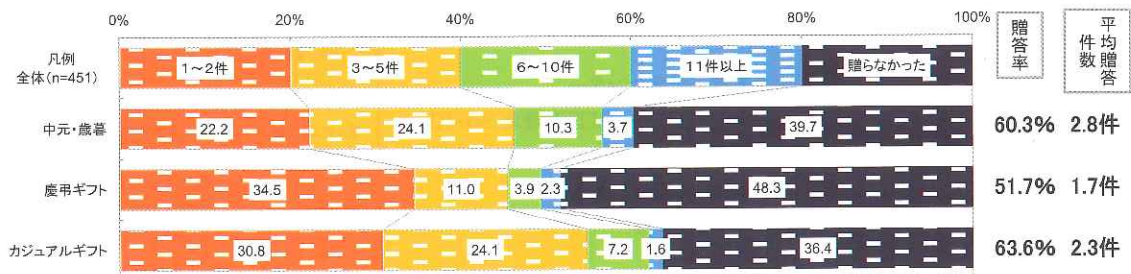 0% 20% 40% 60% 80% 100%
贈答率
平均贈答件数
凡例
全体(n=451)
1～2件 3～5件 6～10件 11件以上 贈らなかった
中元・歳暮 22.2 24.1 10.3 3.7 39.7 60.3% 2.8件
慶弔ギフト 34.5 11.0 3.9 2.3 48.3 51.7% 1.7件
カジュアルギフト 30.8 24.1 7.2 1.6 36.4 63.6% 2.3件